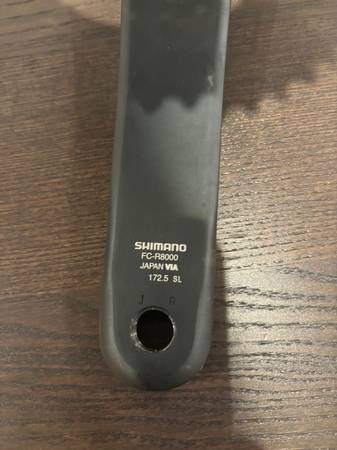 SHIMANO
FC-R8000
JAPAN VIA
172.5 SL
J R